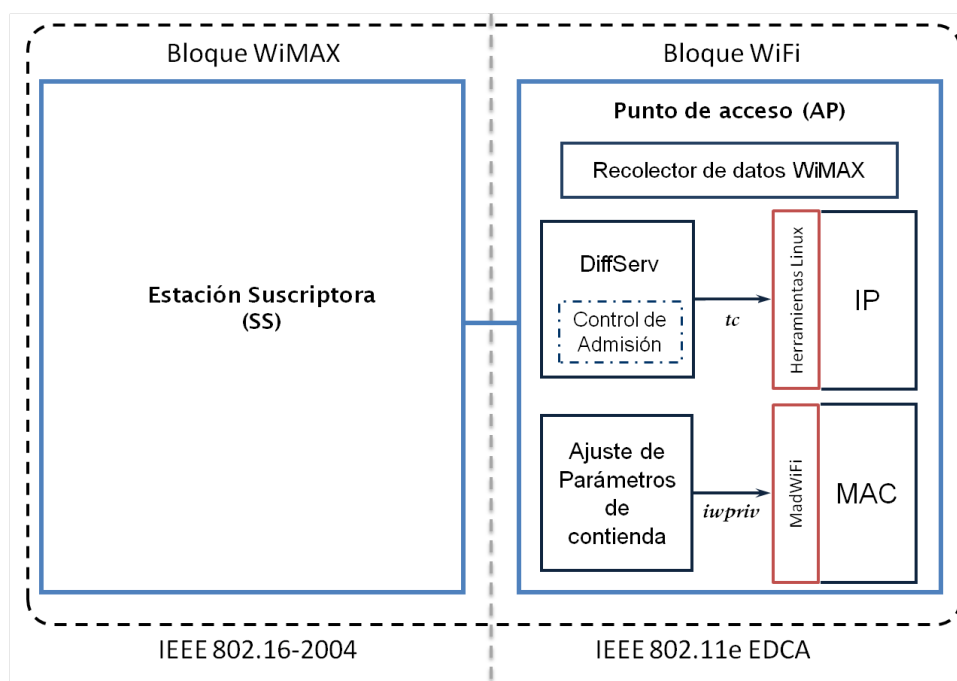 Bloque WiMAX
Bloque WiFi
Estación Suscriptora
(SS)
Punto de acceso (AP)
Recolector de datos WiMAX
DiffServ
Control de
Admisión
tc
Herramientas Linux
IP
Ajuste de
Parámetros
de
contienda
iwpriv
MadWiFi
MAC
IEEE 802.16-2004
IEEE 802.11e EDCA